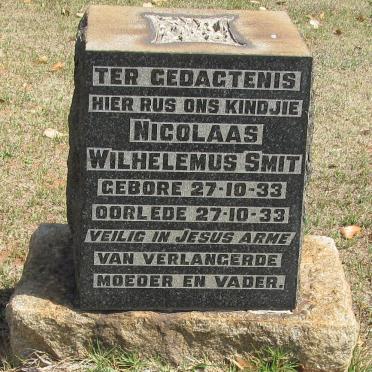 TER GEDACTENIS
HIER RUS ONS KINDJIE
NICOLAAS
WILHELEMUS SMIT
GEBORE 27-10-33
OORLEDE 27-10-33
VEILIG IN JESUS ARME
VAN VERLANGERDE
MOEDER EN VADER.